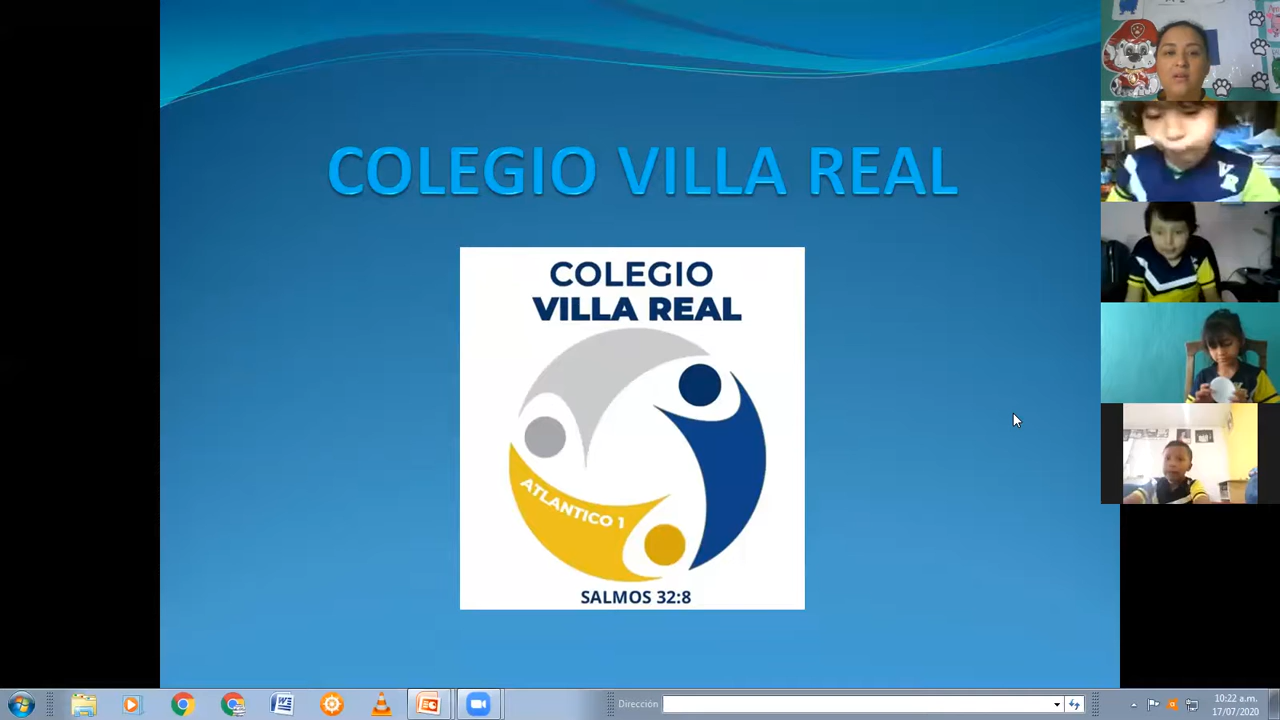 COLEGIO VILLA REAL
COLEGIO
VILLA REAL
ATLANTICO 1
SALMOS 32:8
V
R
Dirección
10:22 a.m.
17/07/2020